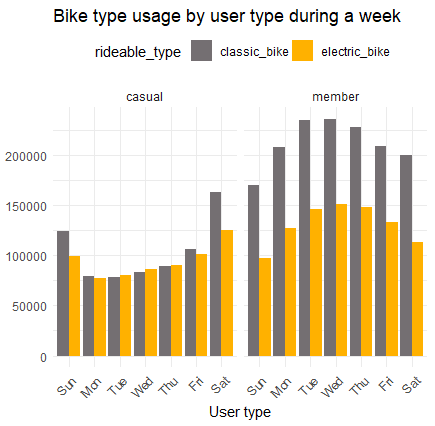 Bike type usage by user type during a week
rideable_type classic_bike electric_bike
casual member
200000
150000
100000
50000
0
Sun Mon Tue Wed Thu Fri Sat Sun Mon Tue Wed Thu Fri Sat
User type